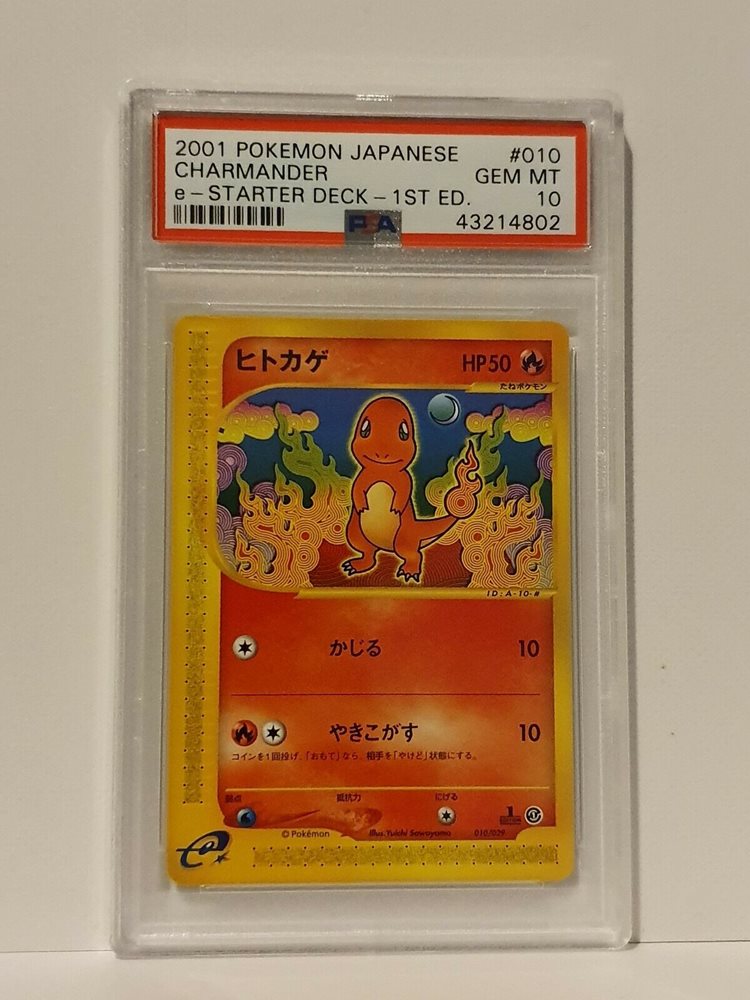 2001 POKEMON JAPANESE #010
CHARMANDER GEM MT
e-STARTER DECK-1ST ED. 10
PSA 43214802
ヒトカゲ HP50
たねポケモン
ID:A-10-#
かじる 10
やきこがす 10
コインを1回投げ、「おもて」なら、相手を「やけど」状態にする。
弱点 抵抗力 にげる
1
EDITION
© Pokémon Illus.Yuichi Sawayama 010/029
e